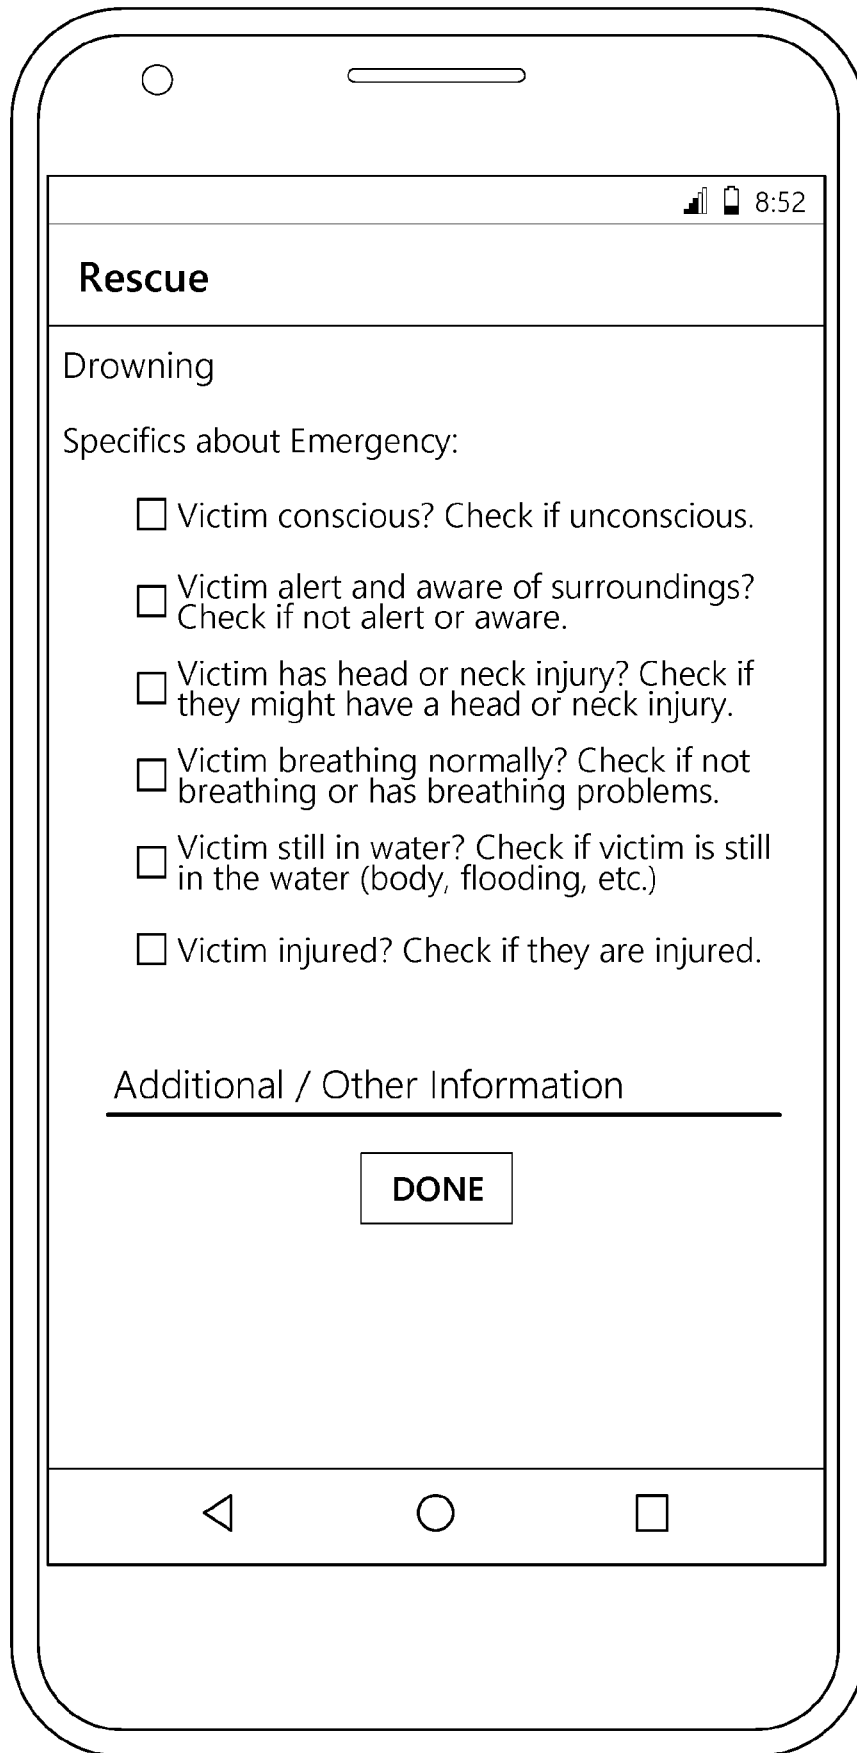 8:52
Rescue
Drowning
Specifics about Emergency:
Victim conscious? Check if unconscious.
Victim alert and aware of surroundings?
Check if not alert or aware.
Victim has head or neck injury? Check if
they might have a head or neck injury.
Victim breathing normally? Check if not
breathing or has breathing problems.
Victim still in water? Check if victim is still
in the water (body, flooding, etc.)
Victim injured? Check if they are injured.
Additional / Other Information
DONE